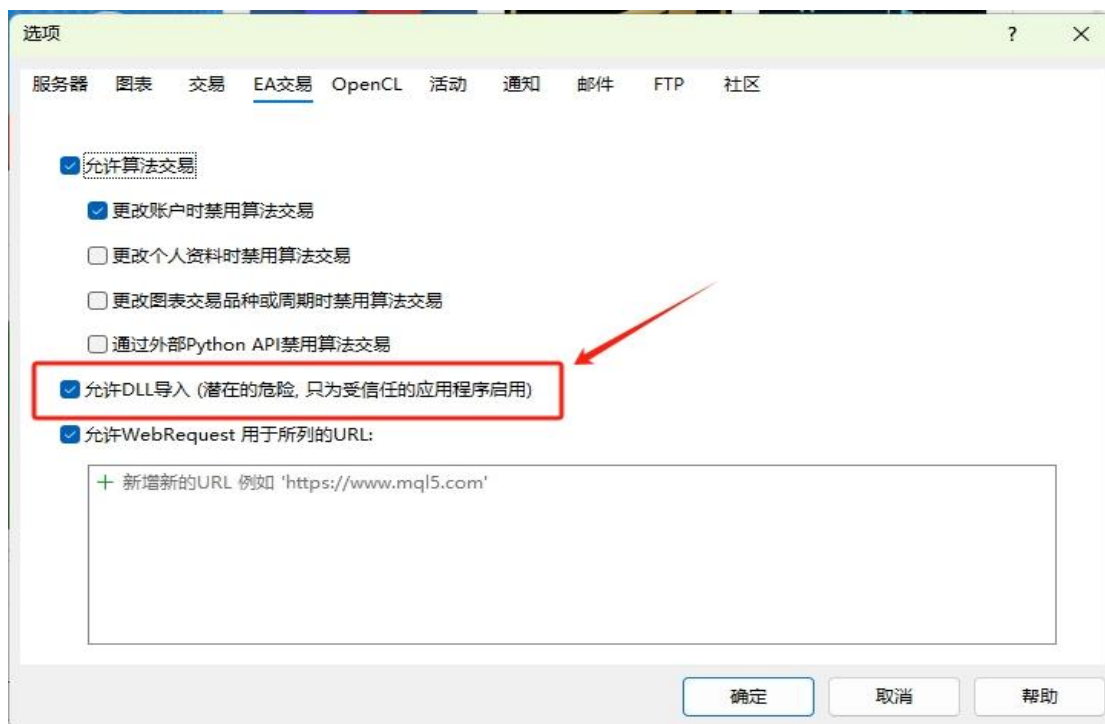 选项
服务器 图表 交易 EA交易 OpenCL 活动 通知 邮件 FTP 社区
允许算法交易
更改账户时禁用算法交易
更改个人资料时禁用算法交易
更改图表交易品种或周期时禁用算法交易
通过外部Python API禁用算法交易
允许DLL导入 (潜在的危险, 只为受信任的应用程序启用)
允许WebRequest 用于所列的URL:
新增新的URL 例如 'https://www.mql5.com'
确定 取消 帮助